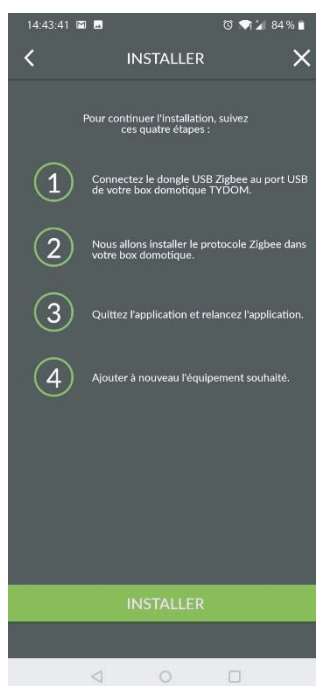 14:43:41 84 %
INSTALLER
Pour continuer l'installation, suivez
ces quatre étapes :
1
Connectez le dongle USB Zigbee au port USB
de votre box domotique TYDOM.
2
Nous allons installer le protocole Zigbee dans
votre box domotique.
3
Quittez l'application et relancez l'application.
4
Ajouter à nouveau l'équipement souhaité.
INSTALLER